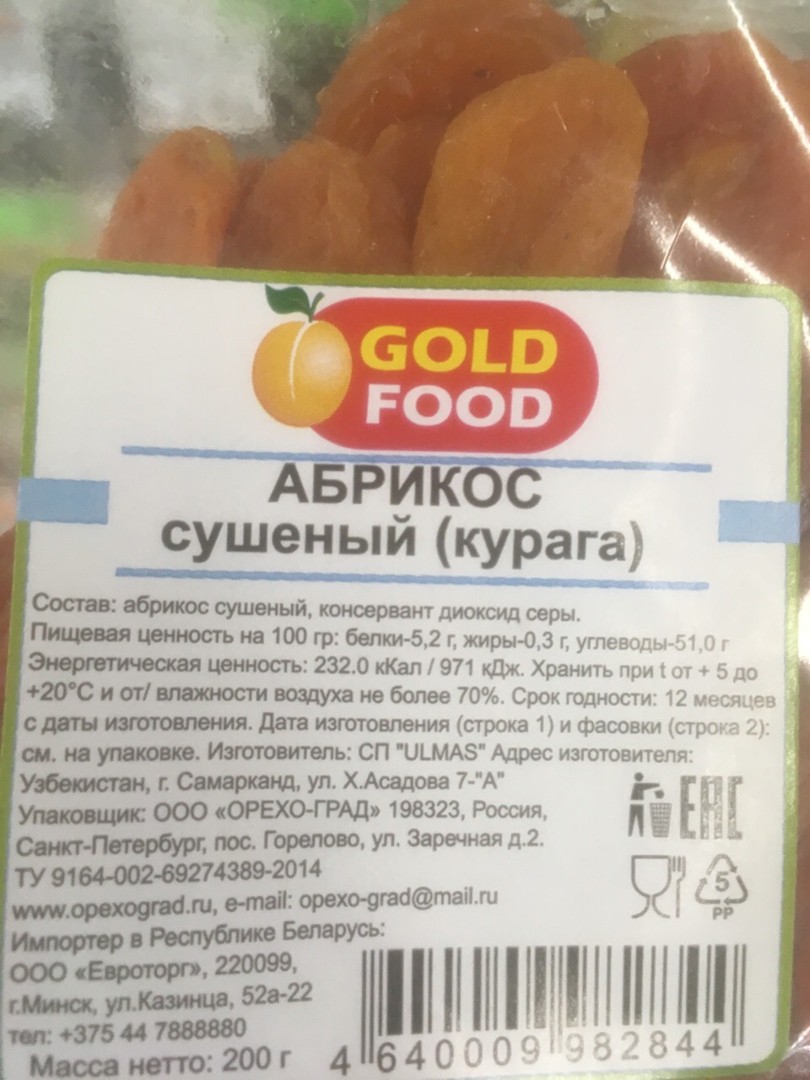 GOLD
FOOD
АБРИКОС
сушеный (курага)
Состав: абрикос сушеный, консервант диоксид серы.
Пищевая ценность на 100 гр: белки-5,2 г, жиры-0,3 г, углеводы-51,0 г
Энергетическая ценность: 232.0 кКал / 971 кДж. Хранить при t от + 5 до
+20°С и от/ влажности воздуха не более 70%. Срок годности: 12 месяцев
с даты изготовления. Дата изготовления (строка 1) и фасовки (строка 2):
см. на упаковке. Изготовитель: СП "ULMAS" Адрес изготовителя:
Узбекистан, г. Самарканд, ул. Х.Асадова 7-"А"
Упаковщик: ООО «ОРЕХО-ГРАД» 198323, Россия,
Санкт-Петербург, пос. Горелово, ул. Заречная д.2.
ТУ 9164-002-69274389-2014
www.opexograd.ru, e-mail: opexo-grad@mail.ru
Импортер в Республике Беларусь:
ООО «Евроторг», 220099,
г.Минск, ул.Казинца, 52а-22
тел: +375 44 7888880
Масса нетто: 200 г
EAC
5
PP
4 640009 982844